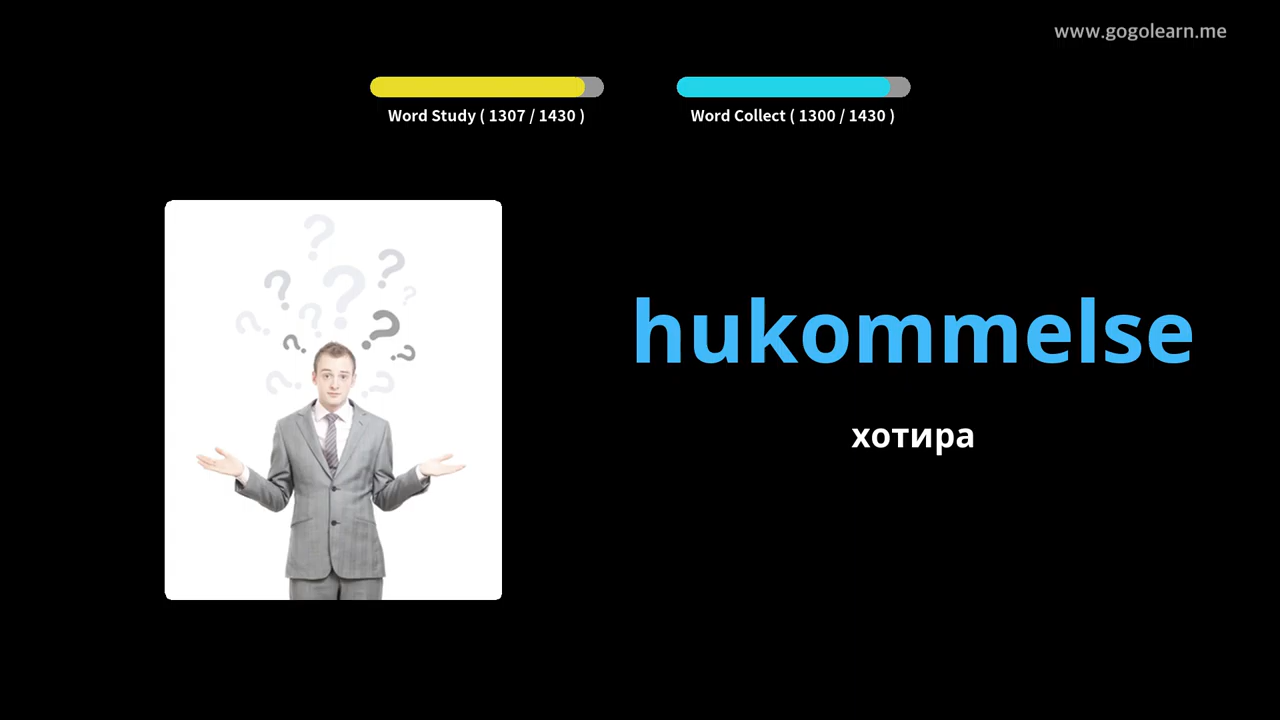 www.gogolearn.me
Word Study ( 1307 / 1430 )
Word Collect ( 1300 / 1430 )
hukommelse
хотира